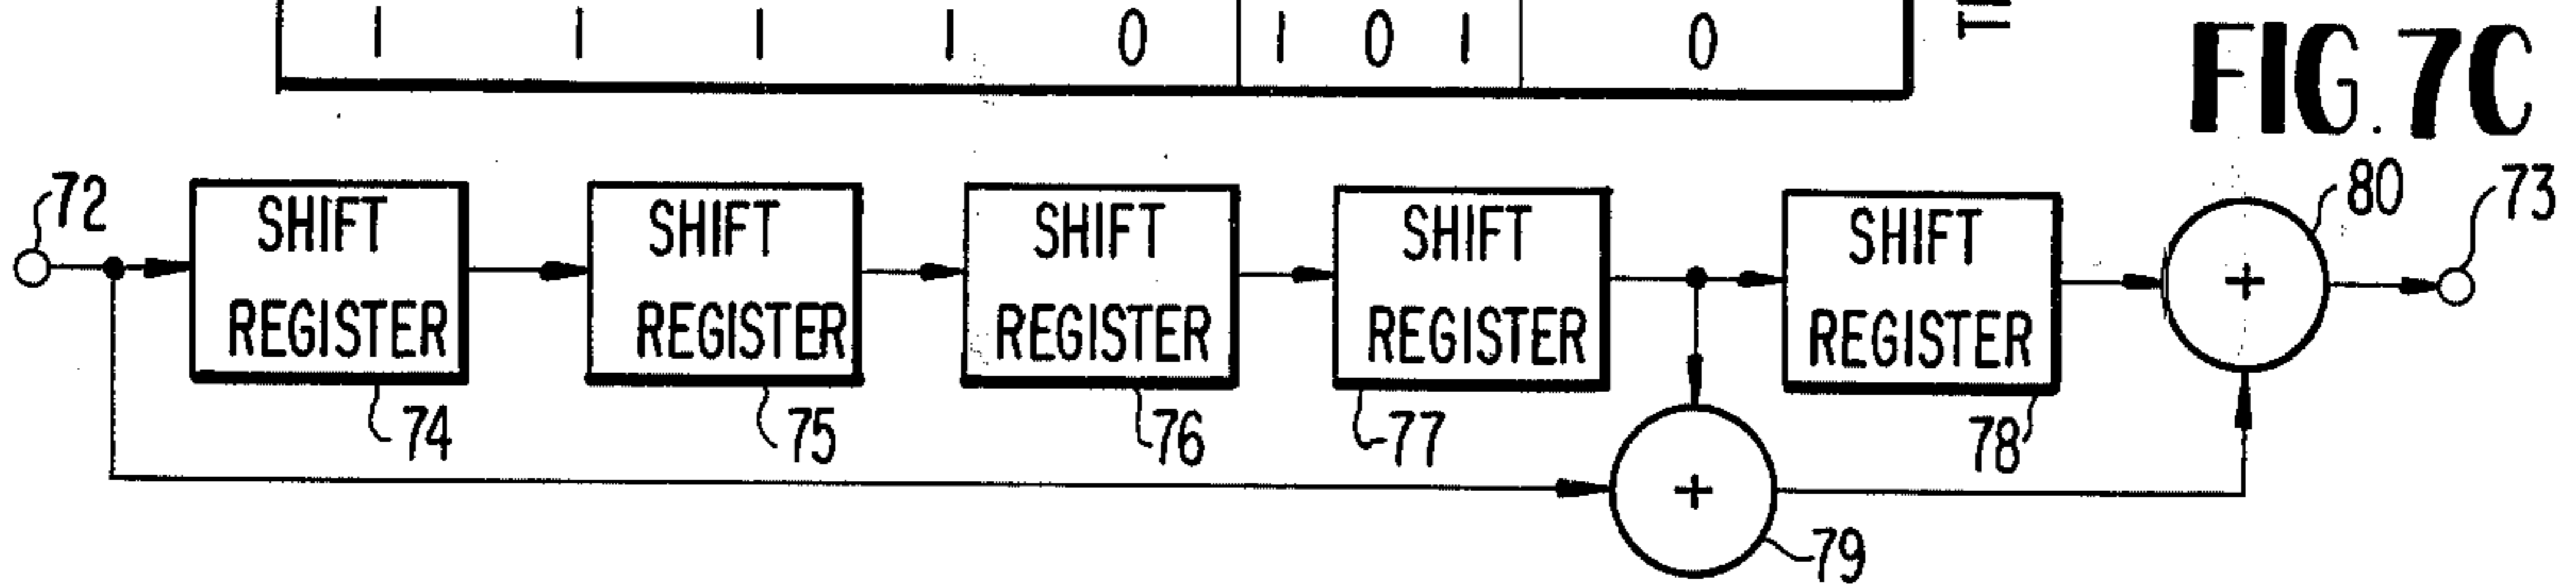 1 1 1 1 0 1 0 1 0
FIG. 7C
72
SHIFT REGISTER
SHIFT REGISTER
SHIFT REGISTER
SHIFT REGISTER
SHIFT REGISTER
+
80
73
74
75
76
77
78
+
79